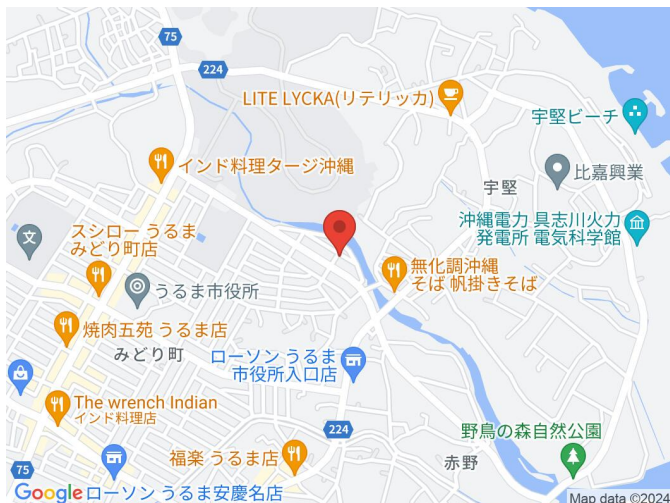 75
224
LITE LYCKA(リテリッカ)
宇堅ビーチ
インド料理タージ沖縄
比嘉興業
宇堅
スシロー うるま
みどり町店
沖縄電力 具志川火力
発電所 電気科学館
文
うるま市役所
無化調沖縄
そば 帆掛きそば
焼肉五苑 うるま店
みどり町
ローソン うるま
市役所入口店
The wrench Indian
インド料理店
224
野鳥の森自然公園
福楽 うるま店
赤野
75
Google
ローソン うるま安慶名店
Map data ©2024